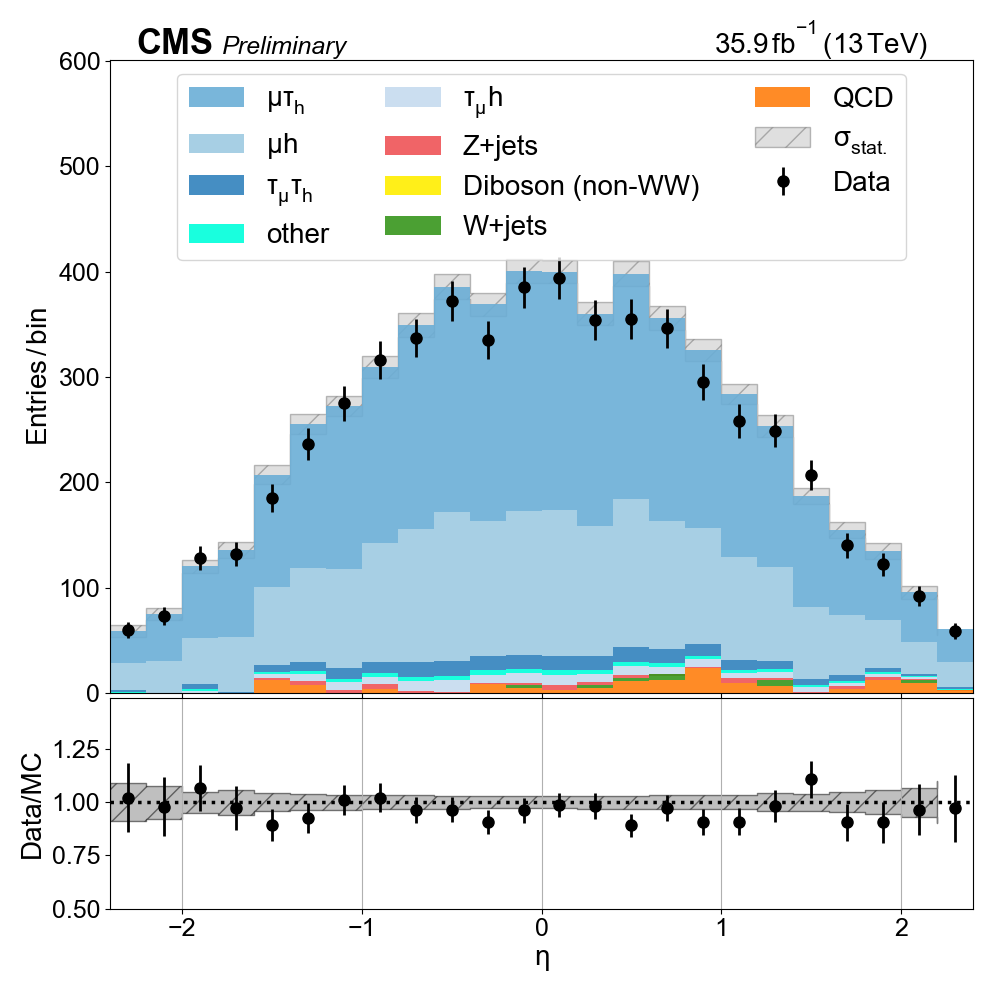 CMS Preliminary 35.9 fb⁻¹ (13 TeV)
600
500
400
300
200
100
0
Entries / bin
μτh
μh
τμτh
other
τμh
Z+jets
Diboson (non-WW)
W+jets
QCD
σstat.
Data
1.25
1.00
0.75
0.50
Data/MC
−2 −1 0 1 2
η